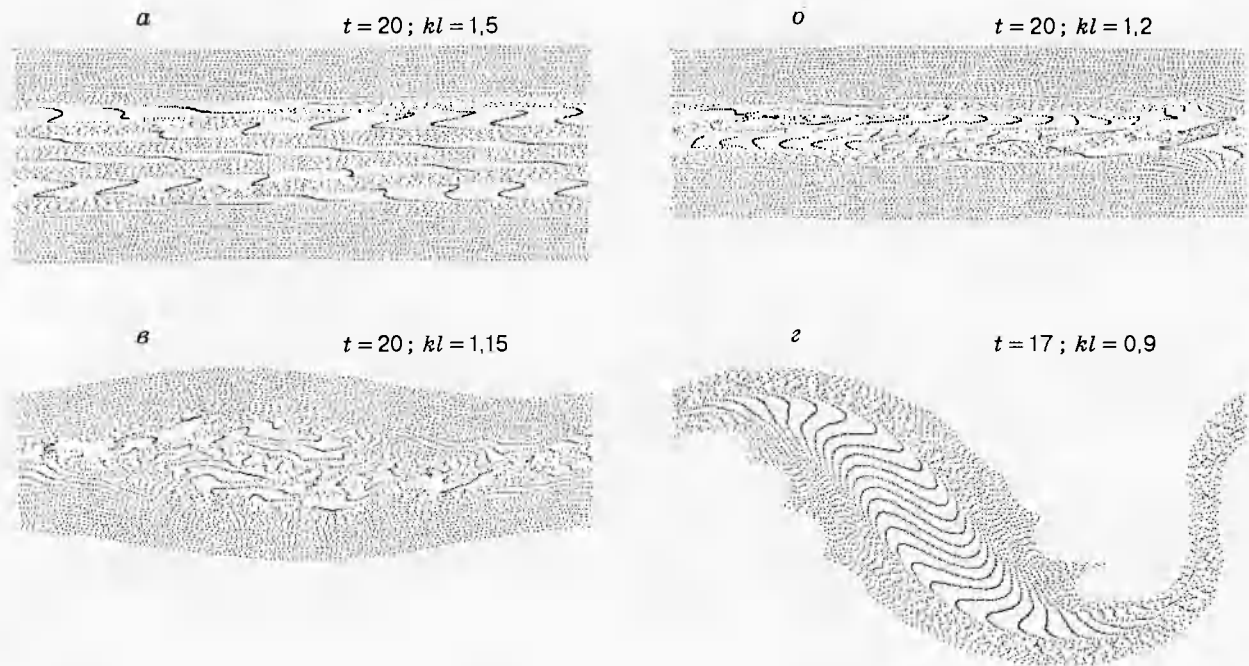 а t = 20 ; kl = 1,5
о t = 20 ; kl = 1,2
в t = 20 ; kl = 1,15
г t = 17 ; kl = 0,9